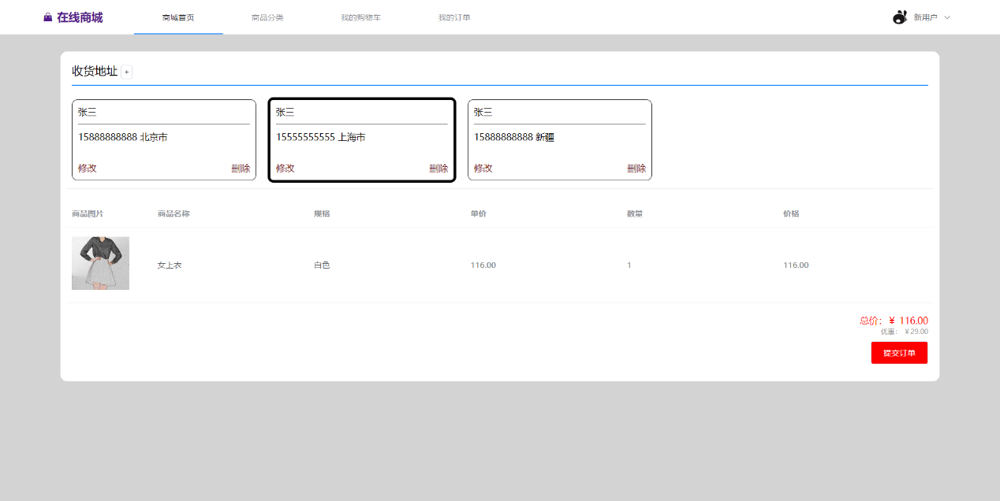 在线商城 商城首页 商品分类 我的购物车 我的订单 新用户
收货地址 +
张三 张三 张三
15888888888 北京市 15555555555 上海市 15888888888 新疆
修改 删除 修改 删除 修改 删除
商品图片 商品名称 规格 单价 数量 价格
女上衣 白色 116.00 1 116.00
总价: ¥ 116.00
优惠: ¥29.00
提交订单